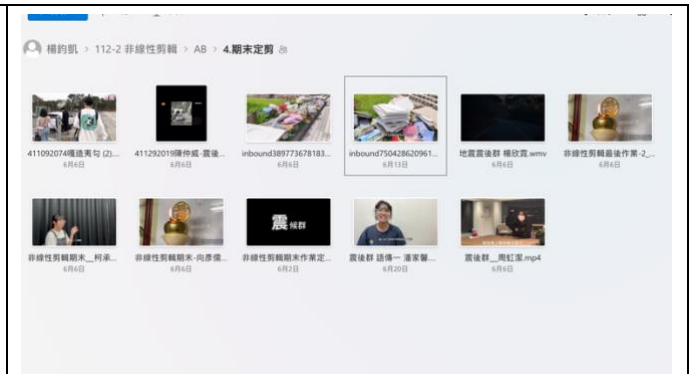 楊鈞凱 > 112-2 非線性剪輯 > AB > 4.期末定剪
411092074嘎造夷勾 (2)....
6月6日
411292019陳仲威-震後...
6月6日
inbound389773678183...
6月6日
inbound750428620961...
6月13日
地震震後群 楊欣霓.wmv
6月6日
非線性剪輯最後作業-2_...
6月6日
非線性剪輯期末__柯承...
6月6日
非線性剪輯期末-向彥儒...
6月6日
震候群
非線性剪輯期末作業定...
6月2日
震後群 語傳一 潘家馨...
6月20日
震後群__周虹潔.mp4
6月6日